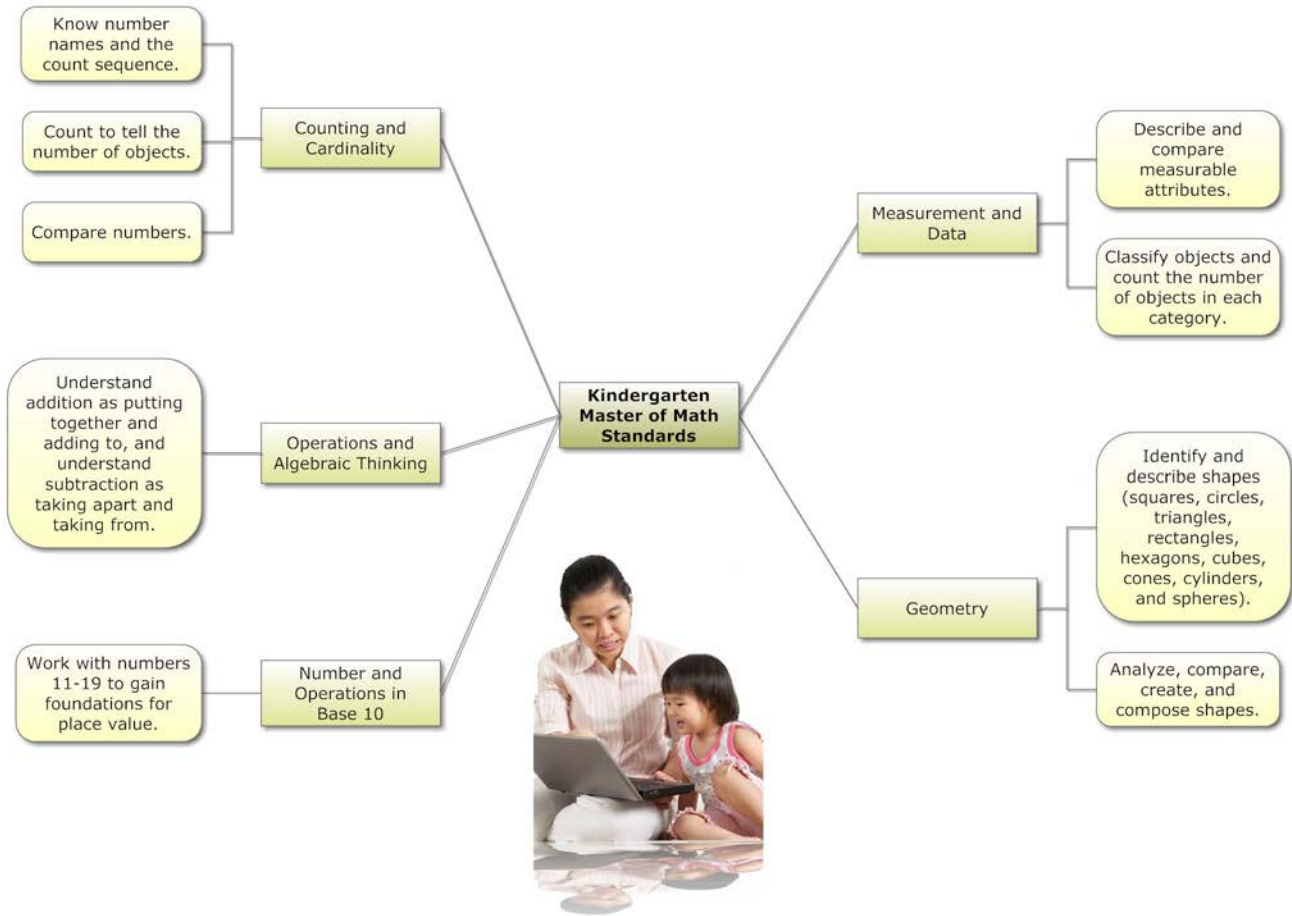 Know number
names and the
count sequence.
Count to tell the
number of objects.
Compare numbers.
Counting and
Cardinality
Understand
addition as putting
together and
adding to, and
understand
subtraction as
taking apart and
taking from.
Operations and
Algebraic Thinking
Work with numbers
11-19 to gain
foundations for
place value.
Number and
Operations in
Base 10
Kindergarten
Master of Math
Standards
Measurement and
Data
Describe and
compare
measurable
attributes.
Classify objects and
count the number
of objects in each
category.
Geometry
Identify and
describe shapes
(squares, circles,
triangles,
rectangles,
hexagons, cubes,
cones, cylinders,
and spheres).
Analyze, compare,
create, and
compose shapes.